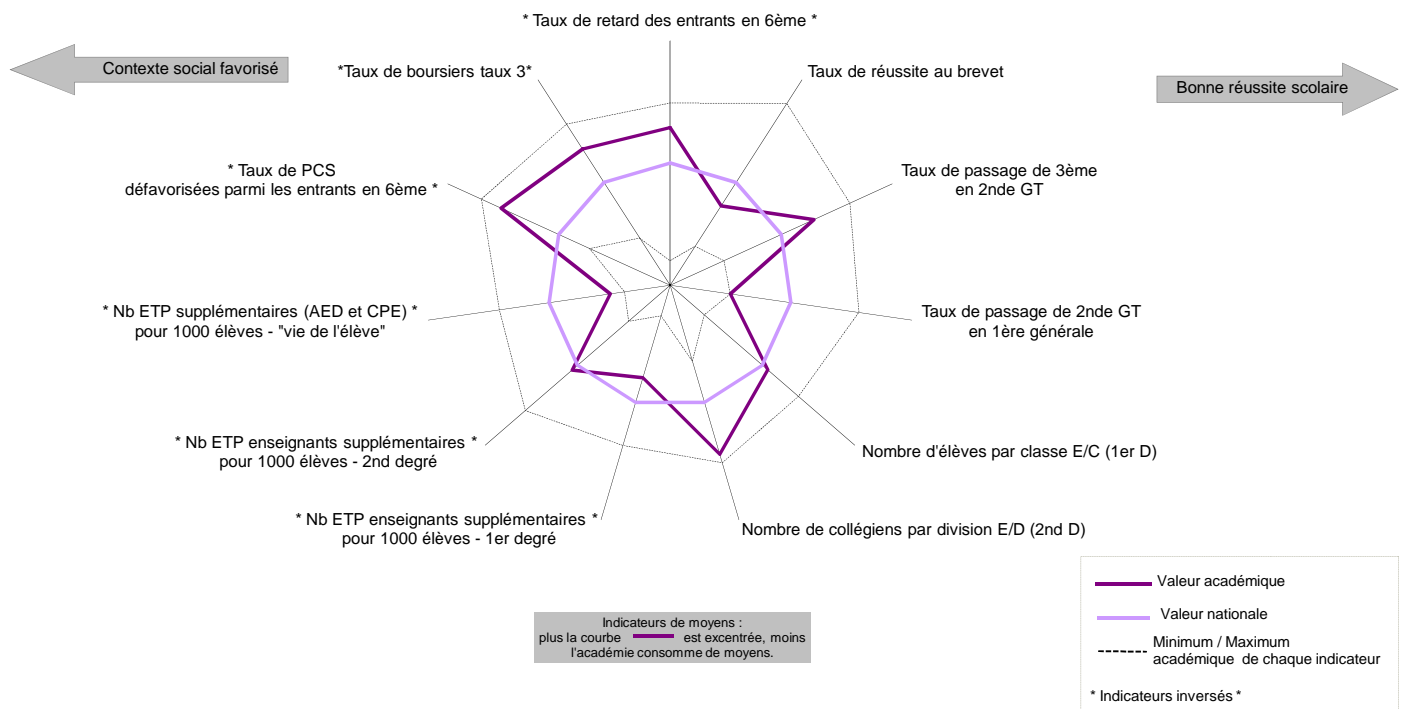 * Taux de retard des entrants en 6ème *
Contexte social favorisé
*Taux de boursiers taux 3*
Taux de réussite au brevet
Bonne réussite scolaire
* Taux de PCS
défavorisées parmi les entrants en 6ème *
Taux de passage de 3ème
en 2nde GT
* Nb ETP supplémentaires (AED et CPE) *
pour 1000 élèves - "vie de l'élève"
Taux de passage de 2nde GT
en 1ère générale
* Nb ETP enseignants supplémentaires *
pour 1000 élèves - 2nd degré
Nombre d'élèves par classe E/C (1er D)
* Nb ETP enseignants supplémentaires *
pour 1000 élèves - 1er degré
Nombre de collégiens par division E/D (2nd D)
Indicateurs de moyens :
plus la courbe est excentrée, moins
l'académie consomme de moyens.
Valeur académique
Valeur nationale
Minimum / Maximum
académique de chaque indicateur
* Indicateurs inversés *